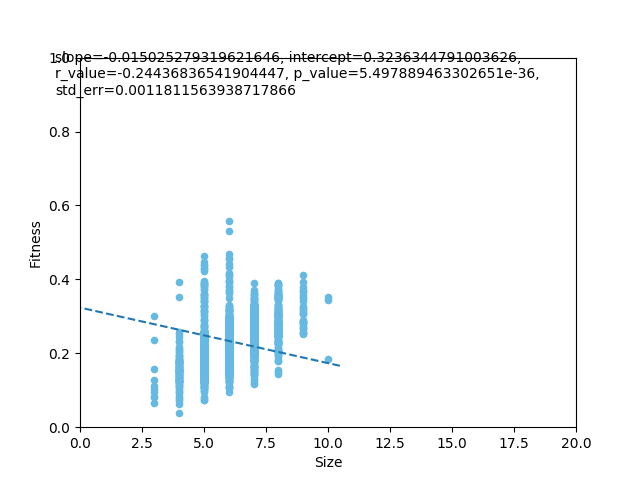 slope=-0.015025279319621646, intercept=0.3236344791003626,
r_value=-0.24436836541904447, p_value=5.497889463302651e-36,
std_err=0.0011811563938717866
1.0
0.8
0.6
0.4
0.2
0.0
Fitness
0.0 2.5 5.0 7.5 10.0 12.5 15.0 17.5 20.0
Size